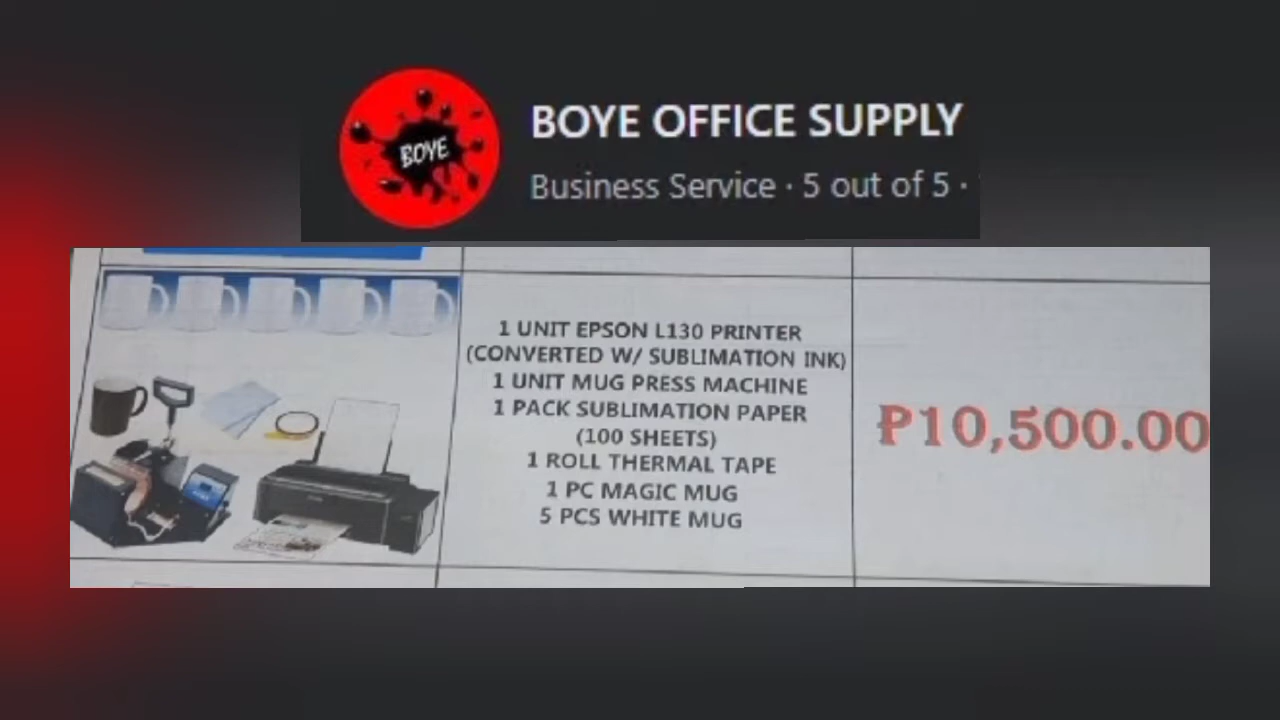 BOYE
BOYE OFFICE SUPPLY
Business Service · 5 out of 5 ·
1 UNIT EPSON L130 PRINTER
(CONVERTED W/ SUBLIMATION INK)
1 UNIT MUG PRESS MACHINE
1 PACK SUBLIMATION PAPER
(100 SHEETS)
1 ROLL THERMAL TAPE
1 PC MAGIC MUG
5 PCS WHITE MUG
₱10,500.00